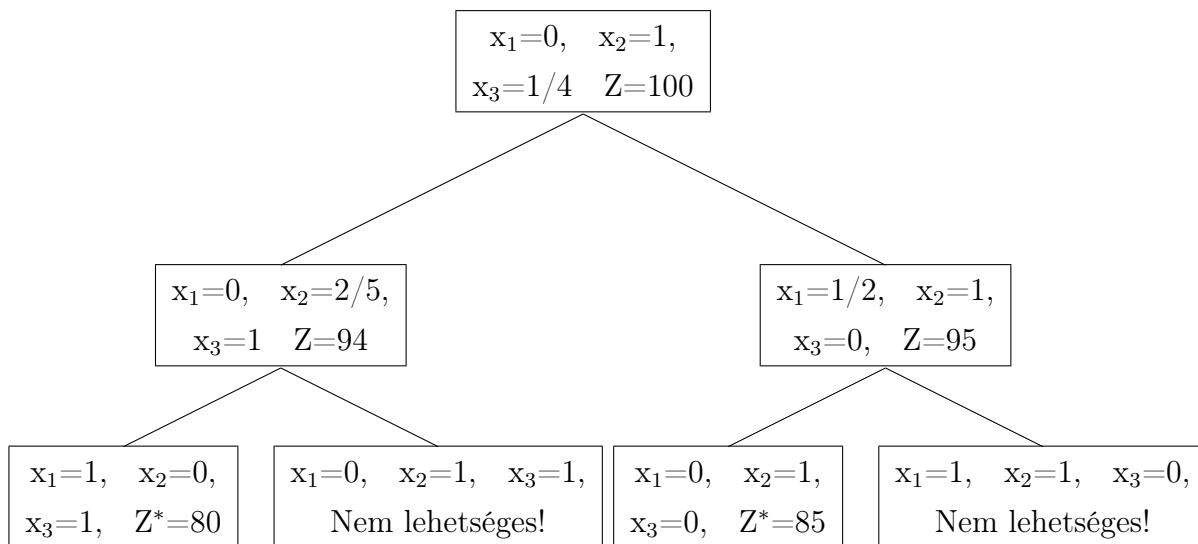 x₁=0, x₂=1,
x₃=1/4 Z=100
x₁=0, x₂=2/5,
x₃=1 Z=94
x₁=1/2, x₂=1,
x₃=0, Z=95
x₁=1, x₂=0,
x₃=1, Z*=80
x₁=0, x₂=1, x₃=1,
Nem lehetséges!
x₁=0, x₂=1,
x₃=0, Z*=85
x₁=1, x₂=1, x₃=0,
Nem lehetséges!